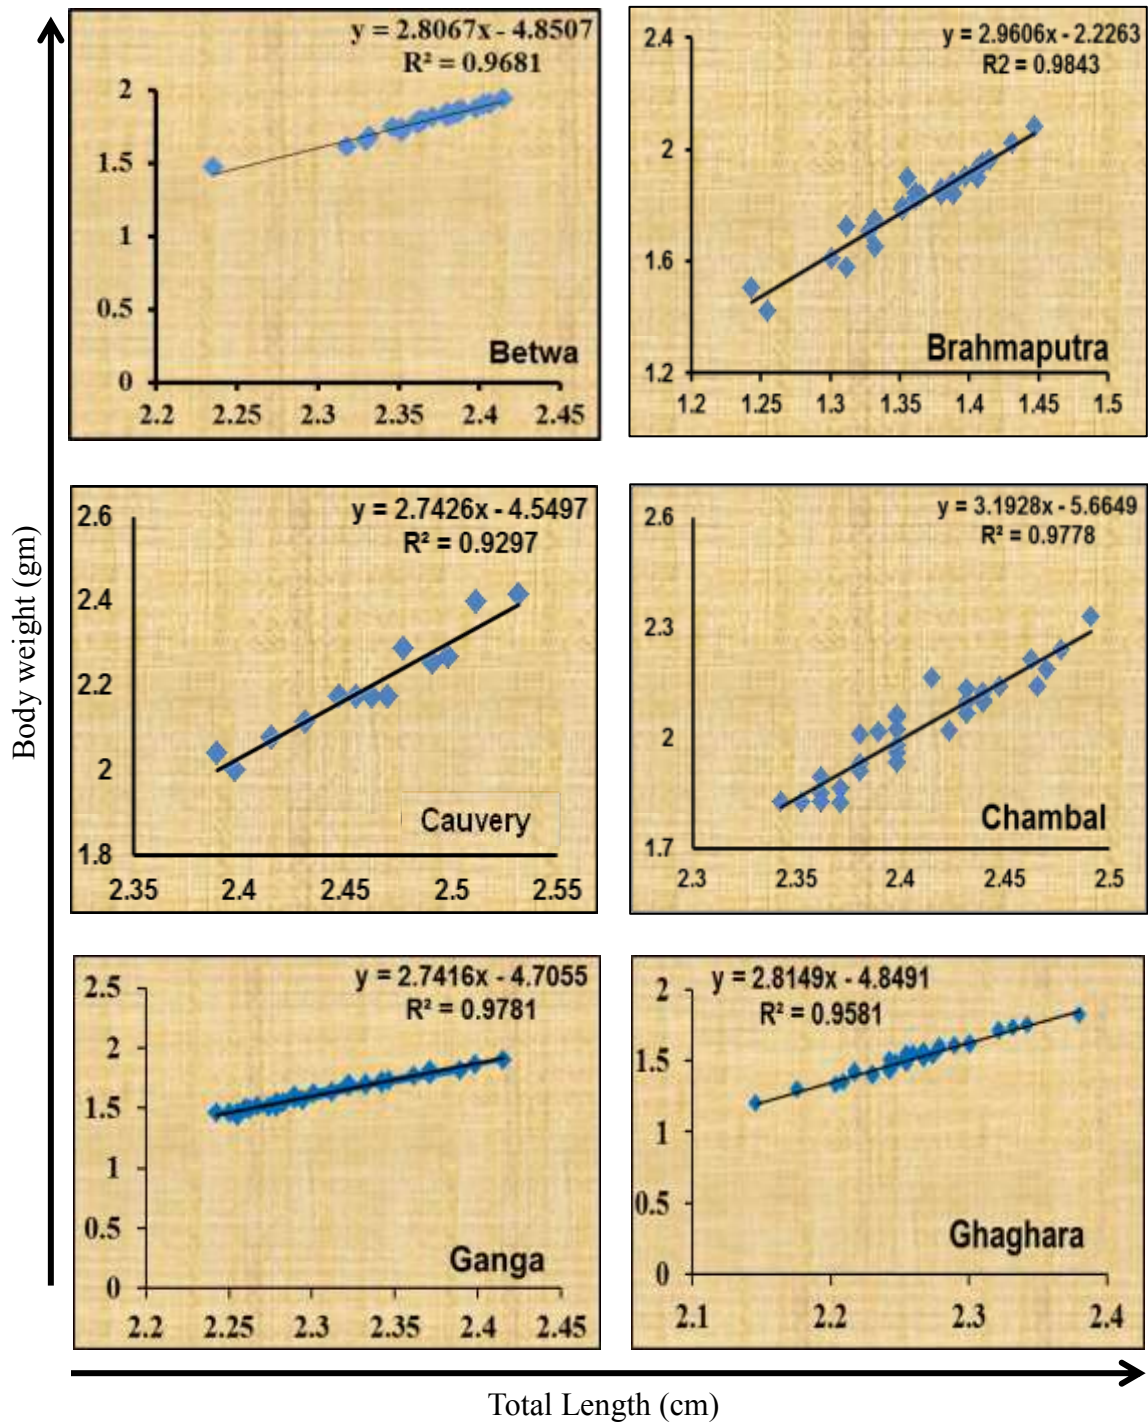 Body weight (gm)
y = 2.8067x - 4.8507
R² = 0.9681
2
1.5
1
0.5
0
2.2 2.25 2.3 2.35 2.4 2.45
Betwa
y = 2.9606x - 2.2263
R2 = 0.9843
2.4
2
1.6
1.2
1.2 1.25 1.3 1.35 1.4 1.45 1.5
Brahmaputra
y = 2.7426x - 4.5497
R² = 0.9297
2.6
2.4
2.2
2
1.8
2.35 2.4 2.45 2.5 2.55
Cauvery
y = 3.1928x - 5.6649
R² = 0.9778
2.6
2.3
2
1.7
2.3 2.35 2.4 2.45 2.5
Chambal
y = 2.7416x - 4.7055
R² = 0.9781
2.5
2
1.5
1
0.5
0
2.2 2.25 2.3 2.35 2.4 2.45
Ganga
y = 2.8149x - 4.8491
R² = 0.9581
2
1.5
1
0.5
0
2.1 2.2 2.3 2.4
Ghaghara
Total Length (cm)